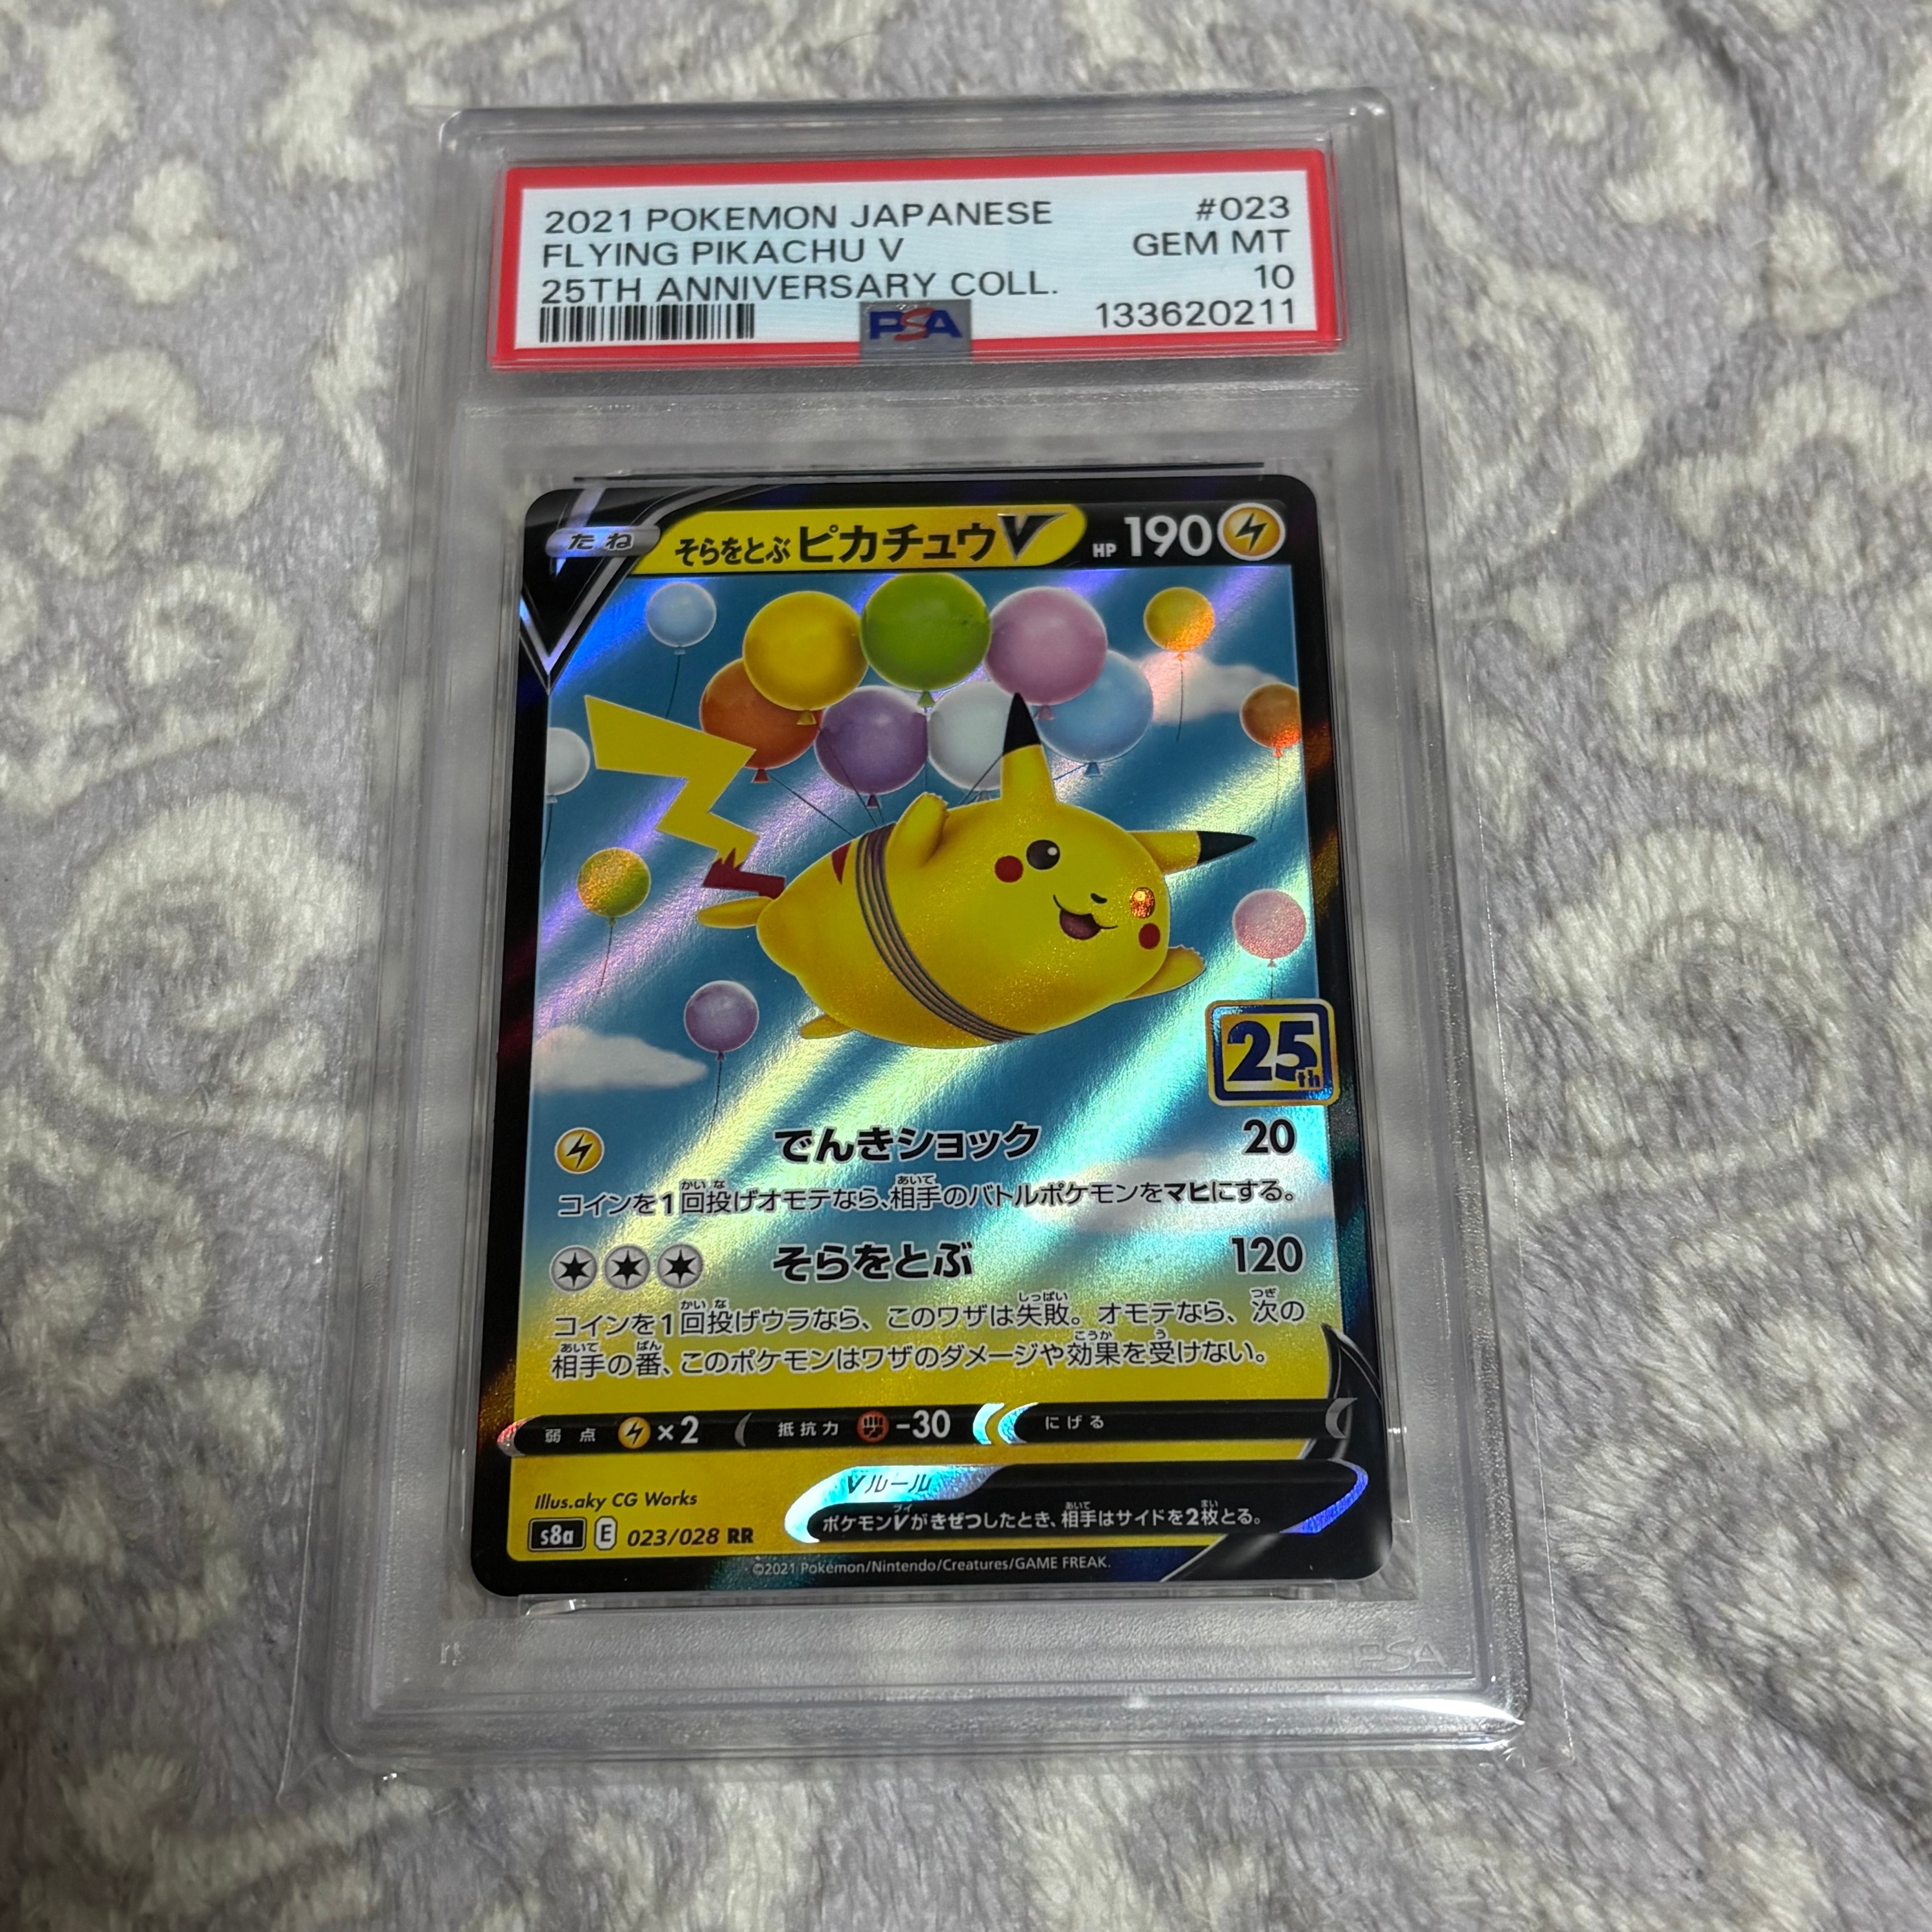 2021 POKEMON JAPANESE #023
FLYING PIKACHU V GEM MT
25TH ANNIVERSARY COLL. 10
PSA 133620211
たね そらをとぶピカチュウV HP 190
25th
でんきショック 20
コインを1回投げオモテなら、相手のバトルポケモンをマヒにする。
そらをとぶ 120
コインを1回投げウラなら、このワザは失敗。オモテなら、次の
相手の番、このポケモンはワザのダメージや効果を受けない。
弱点 ×2 抵抗力 -30 にげる
Vルール
ポケモンVがきぜつしたとき、相手はサイドを2枚とる。
Illus.aky CG Works
s8a E 023/028 RR
©2021 Pokémon/Nintendo/Creatures/GAME FREAK.
PSA